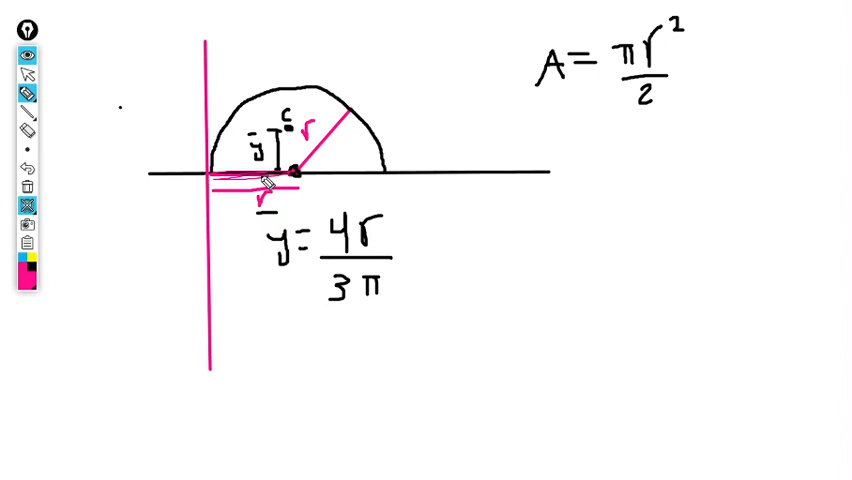 A = πr²/2
c
r
ȳ
r
ȳ = 4r/3π